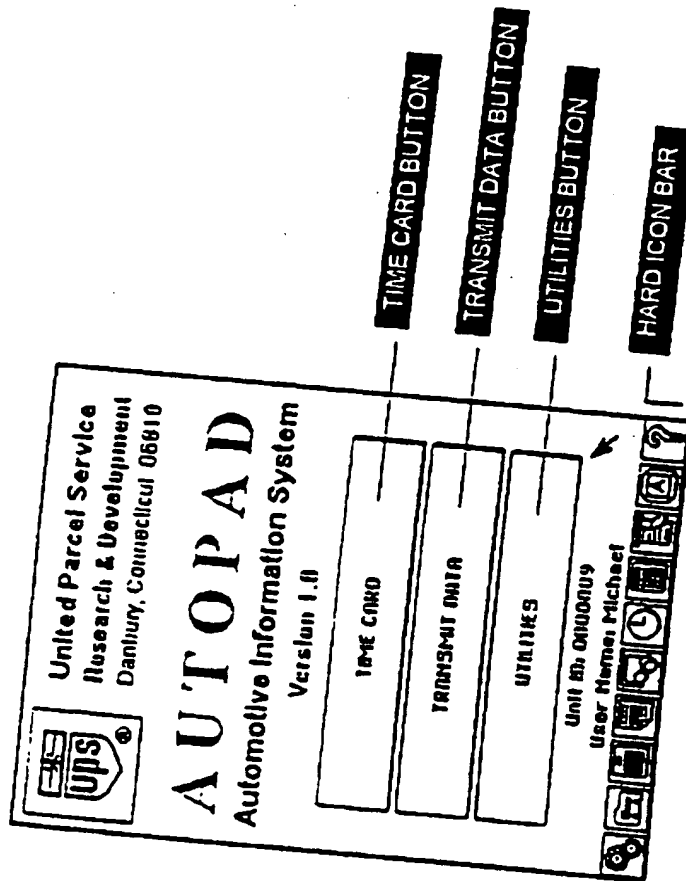 ups
United Parcel Service
Research & Development
Danbury, Connecticut 06810
AUTOPAD
Automotive Information System
Version 1.0
TIME CARD
TRANSMIT DATA
UTILITIES
User Name: Michael
TIME CARD BUTTON
TRANSMIT DATA BUTTON
UTILITIES BUTTON
HARD ICON BAR